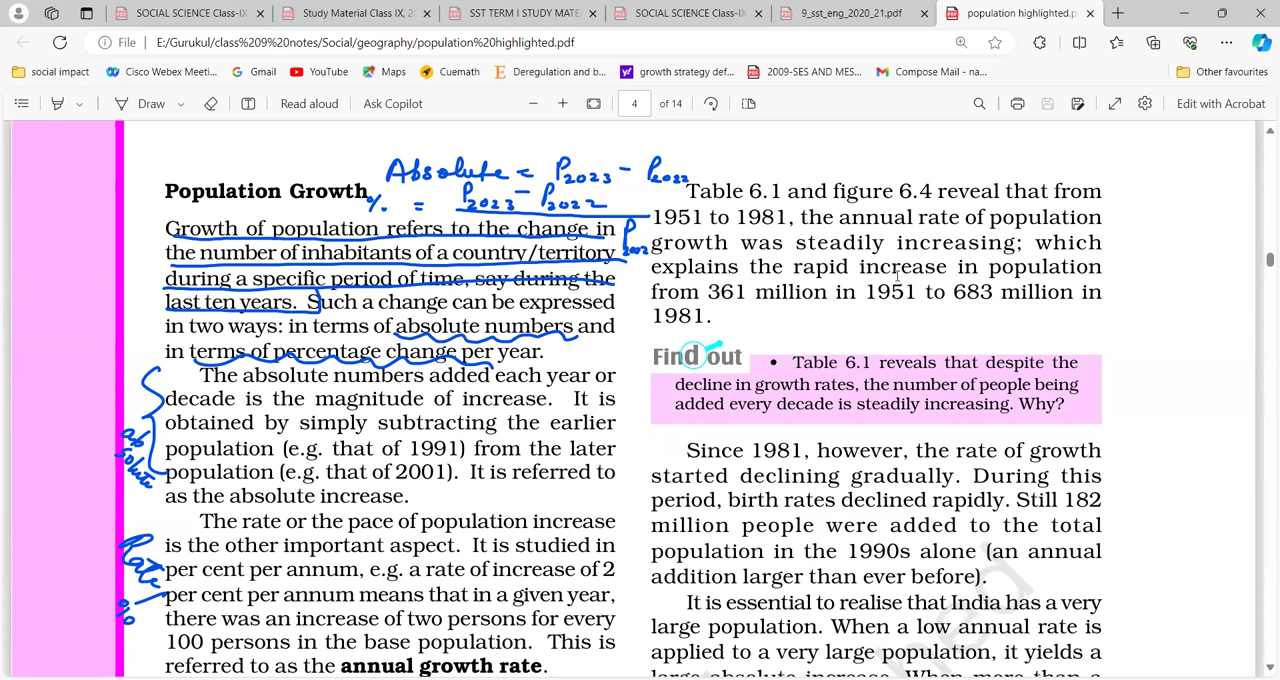 SOCIAL SCIENCE Class-IX
Study Material Class IX, 2
SST TERM I STUDY MATE
SOCIAL SCIENCE Class-IX
9_sst_eng_2020_21.pdf
population highlighted.p
File
E:/Gurukul/class%209%20notes/Social/geography/population%20highlighted.pdf
social impact
Cisco Webex Meeti...
Gmail
YouTube
Maps
Cuemath
Deregulation and b...
growth strategy def...
2009-SES AND MES...
Compose Mail - na...
Other favourites
Draw
Read aloud
Ask Copilot
4
of 14
Edit with Acrobat
Absolute = P2023 - P2022
% = P2023 - P2022
P2022
Population Growth
Growth of population refers to the change in
the number of inhabitants of a country/territory
during a specific period of time, say during the
last ten years. Such a change can be expressed
in two ways: in terms of absolute numbers and
in terms of percentage change per year.
The absolute numbers added each year or
decade is the magnitude of increase. It is
obtained by simply subtracting the earlier
population (e.g. that of 1991) from the later
population (e.g. that of 2001). It is referred to
as the absolute increase.
ab
solute
The rate or the pace of population increase
is the other important aspect. It is studied in
per cent per annum, e.g. a rate of increase of 2
per cent per annum means that in a given year,
there was an increase of two persons for every
100 persons in the base population. This is
referred to as the annual growth rate.
Rate
%
Table 6.1 and figure 6.4 reveal that from
1951 to 1981, the annual rate of population
growth was steadily increasing; which
explains the rapid increase in population
from 361 million in 1951 to 683 million in
1981.
Find out
• Table 6.1 reveals that despite the
decline in growth rates, the number of people being
added every decade is steadily increasing. Why?
Since 1981, however, the rate of growth
started declining gradually. During this
period, birth rates declined rapidly. Still 182
million people were added to the total
population in the 1990s alone (an annual
addition larger than ever before).
It is essential to realise that India has a very
large population. When a low annual rate is
applied to a very large population, it yields a
large absolute increase. When more than a